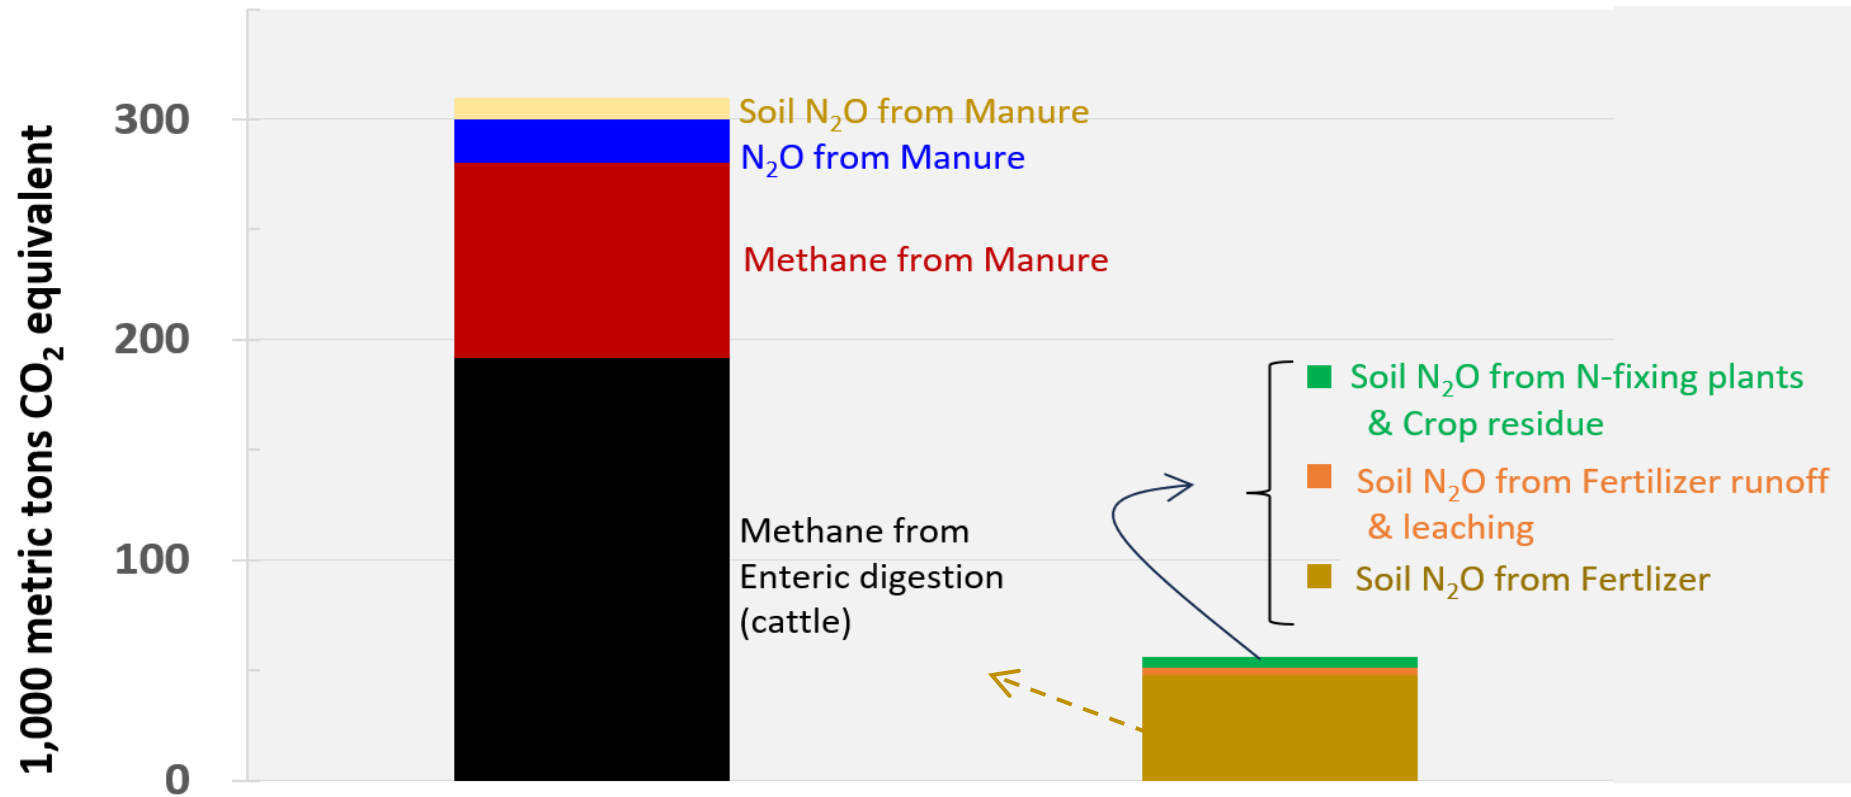 1,000 metric tons CO₂ equivalent
300
200
100
0
Soil N₂O from Manure
N₂O from Manure
Methane from Manure
Methane from
Enteric digestion
(cattle)
Soil N₂O from N-fixing plants
& Crop residue
Soil N₂O from Fertilizer runoff
& leaching
Soil N₂O from Fertlizer